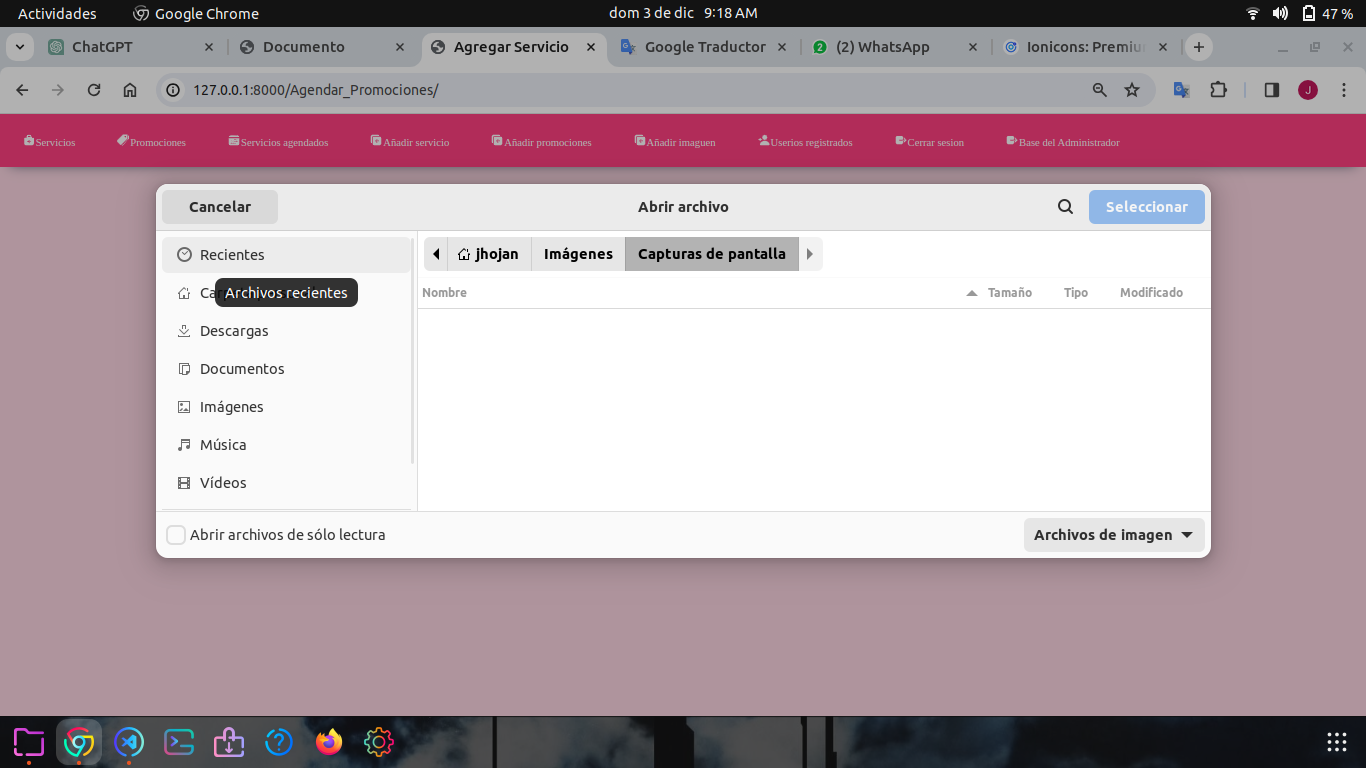 Actividades Google Chrome dom 3 de dic 9:18 AM 47 %
ChatGPT Documento Agregar Servicio Google Traductor (2) WhatsApp Ionicons: Premiu
127.0.0.1:8000/Agendar_Promociones/ J
Servicios Promociones Servicios agendados Añadir servicio Añadir promociones Añadir imaguen Userios registrados Cerrar sesion Base del Administrador
Cancelar Abrir archivo Seleccionar
Recientes jhojan Imágenes Capturas de pantalla
Archivos recientes Nombre Tamaño Tipo Modificado
Descargas
Documentos
Imágenes
Música
Vídeos
Abrir archivos de sólo lectura Archivos de imagen